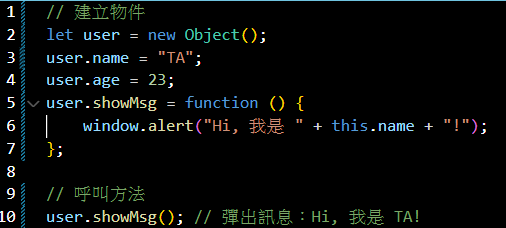 1 // 建立物件
2 let user = new Object();
3 user.name = "TA";
4 user.age = 23;
5 user.showMsg = function () {
6     window.alert("Hi, 我是 " + this.name + "!");
7 };
8
9 // 呼叫方法
10 user.showMsg(); // 彈出訊息：Hi, 我是 TA!